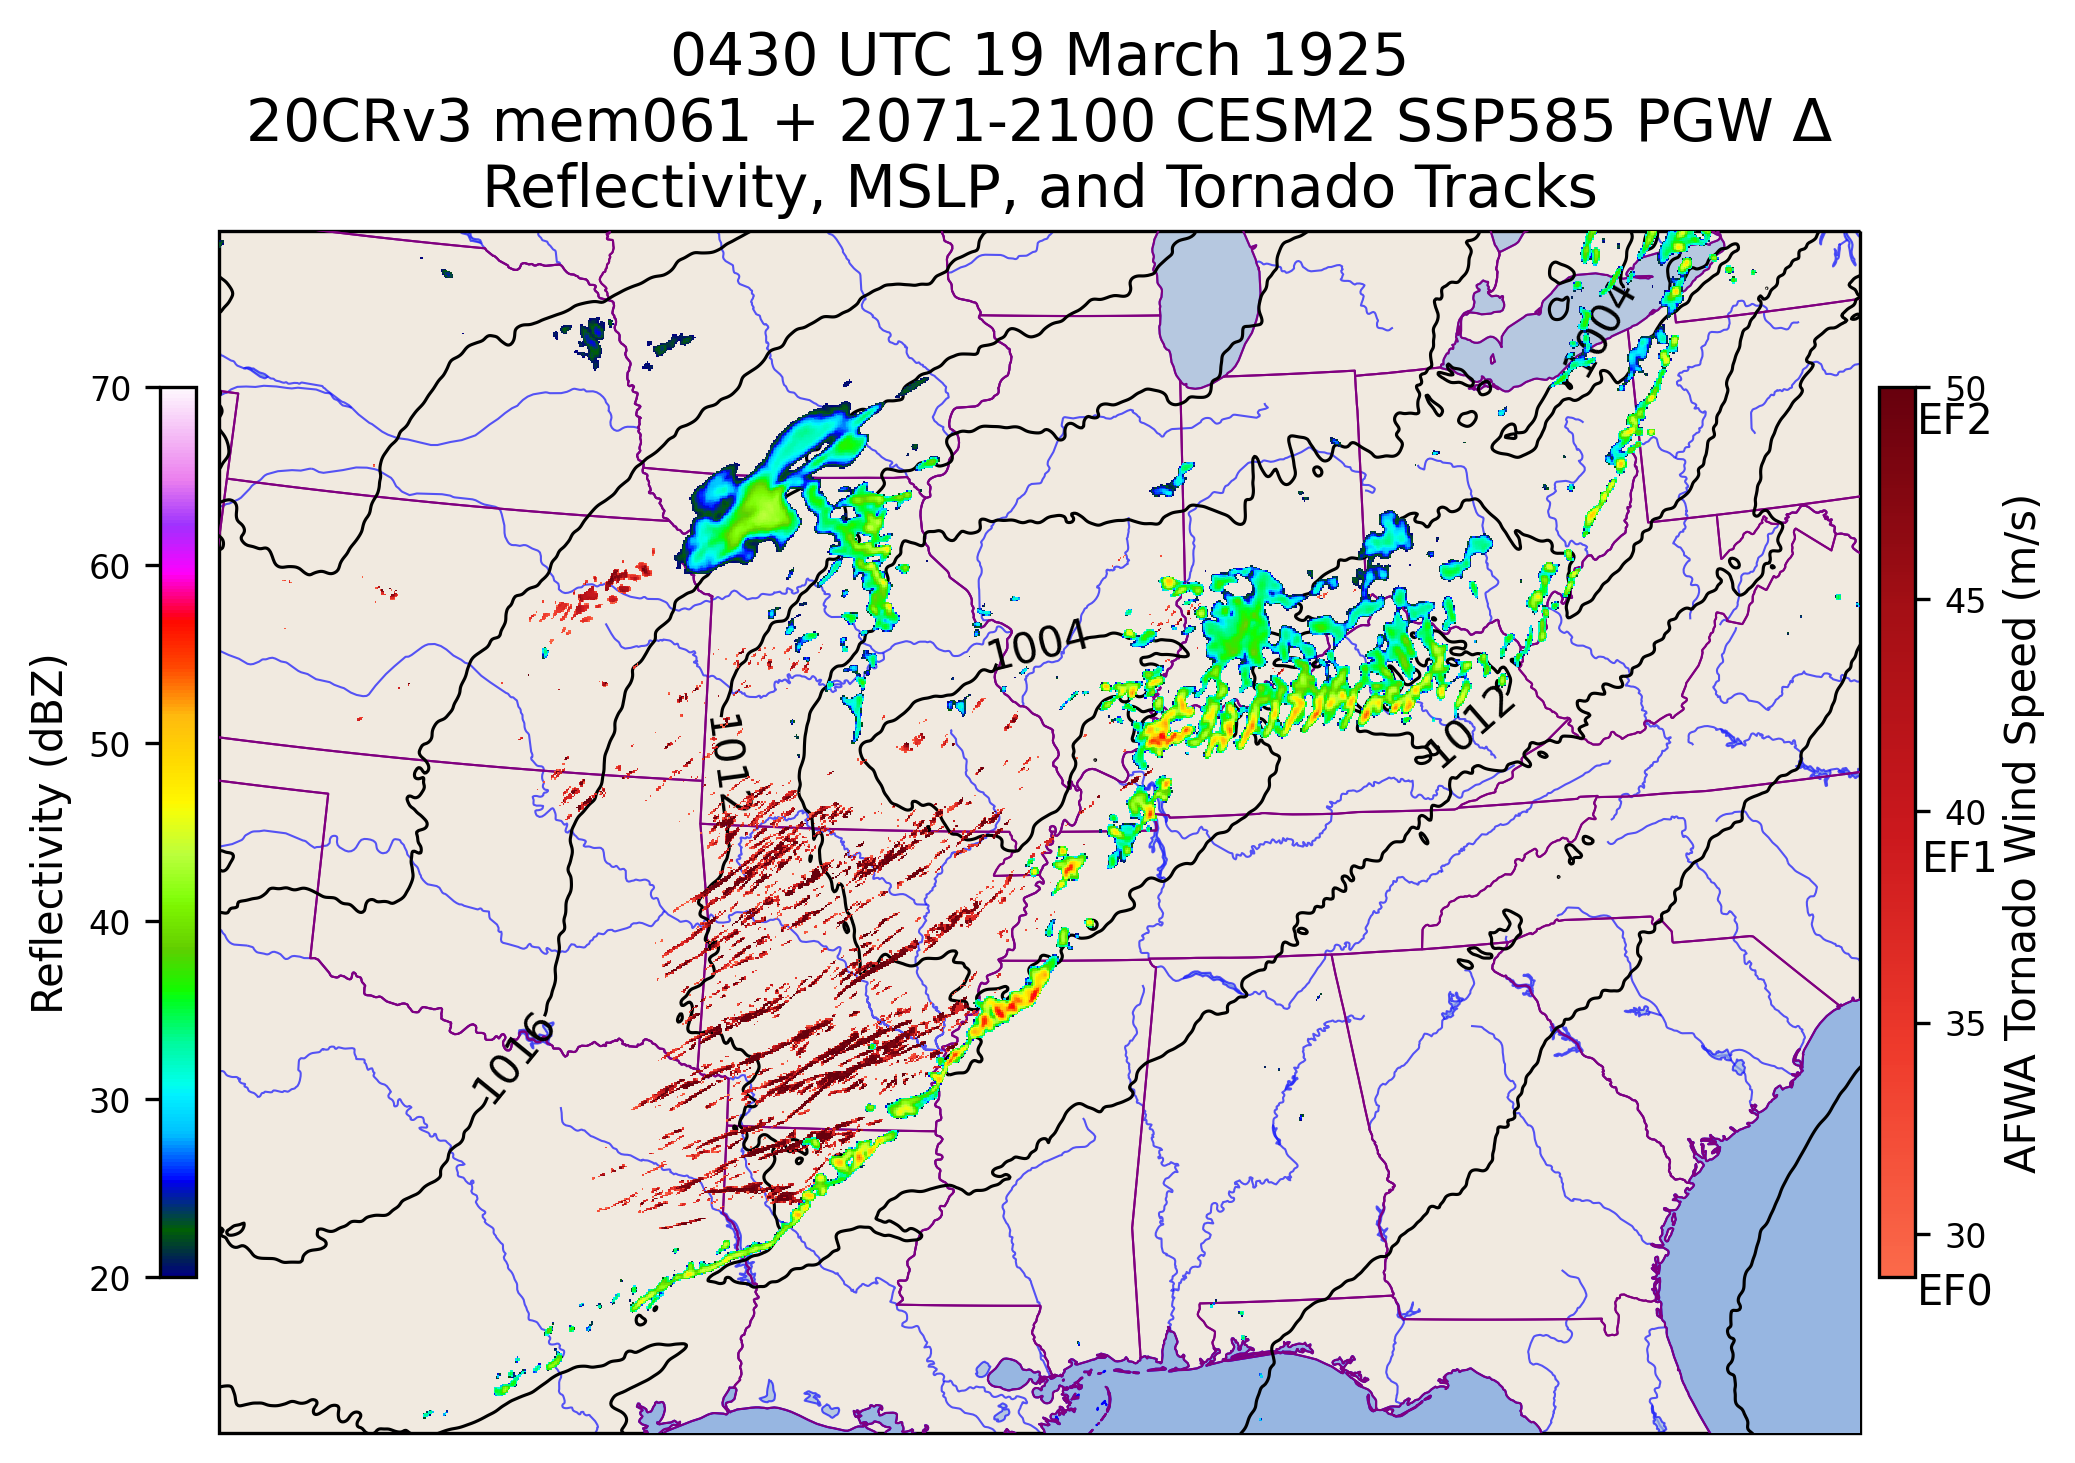 0430 UTC 19 March 1925
20CRv3 mem061 + 2071-2100 CESM2 SSP585 PGW Δ
Reflectivity, MSLP, and Tornado Tracks
70
60
50
40
30
20
Reflectivity (dBZ)
1004
1004
1012
1012
1016
50
EF2
45
40
EF1
35
30
EF0
AFWA Tornado Wind Speed (m/s)